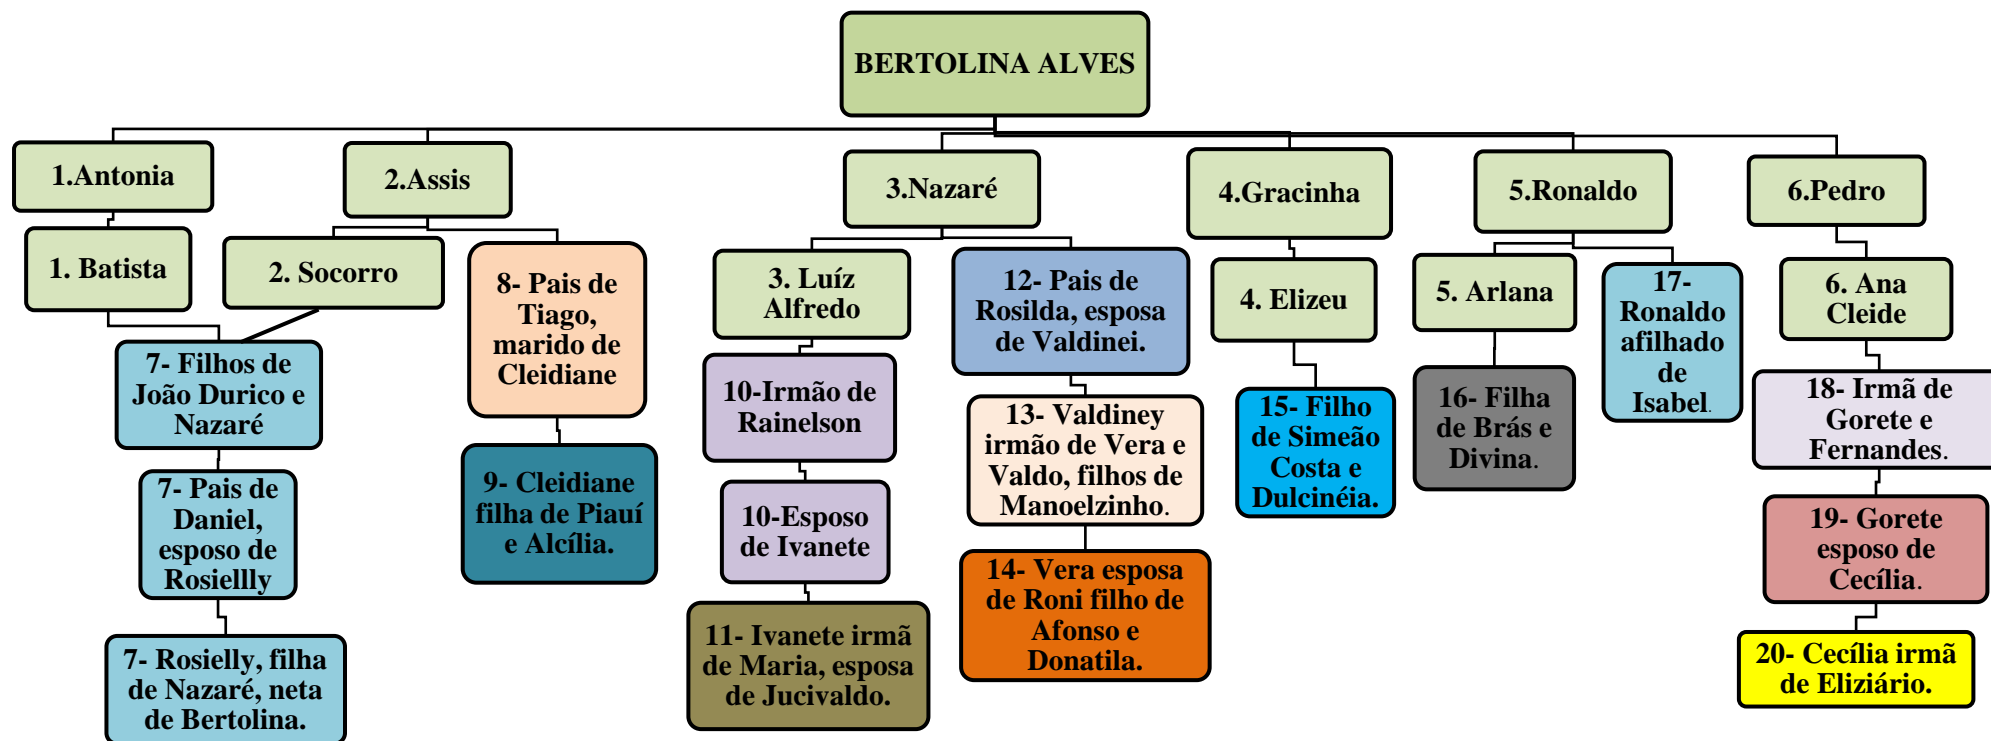 BERTOLINA ALVES
1.Antonia
2.Assis
3.Nazaré
4.Gracinha
5.Ronaldo
6.Pedro
1. Batista
2. Socorro
8- Pais de
Tiago,
marido de
Cleidiane
3. Luíz
Alfredo
12- Pais de
Rosilda, esposa
de Valdinei.
4. Elizeu
5. Arlana
17-
Ronaldo
afilhado
de
Isabel.
6. Ana
Cleide
7- Filhos de
João Durico e
Nazaré
10-Irmão de
Rainelson
13- Valdiney
irmão de Vera e
Valdo, filhos de
Manoelzinho.
15- Filho
de Simeão
Costa e
Dulcinéia.
16- Filha
de Brás e
Divina.
18- Irmã de
Gorete e
Fernandes.
7- Pais de
Daniel,
esposo de
Rosiellly
9- Cleidiane
filha de Piauí
e Alcília.
10-Esposo
de Ivanete
19- Gorete
esposo de
Cecília.
7- Rosielly, filha
de Nazaré, neta
de Bertolina.
11- Ivanete irmã
de Maria, esposa
de Jucivaldo.
14- Vera esposa
de Roni filho de
Afonso e
Donatila.
20- Cecília irmã
de Eliziário.